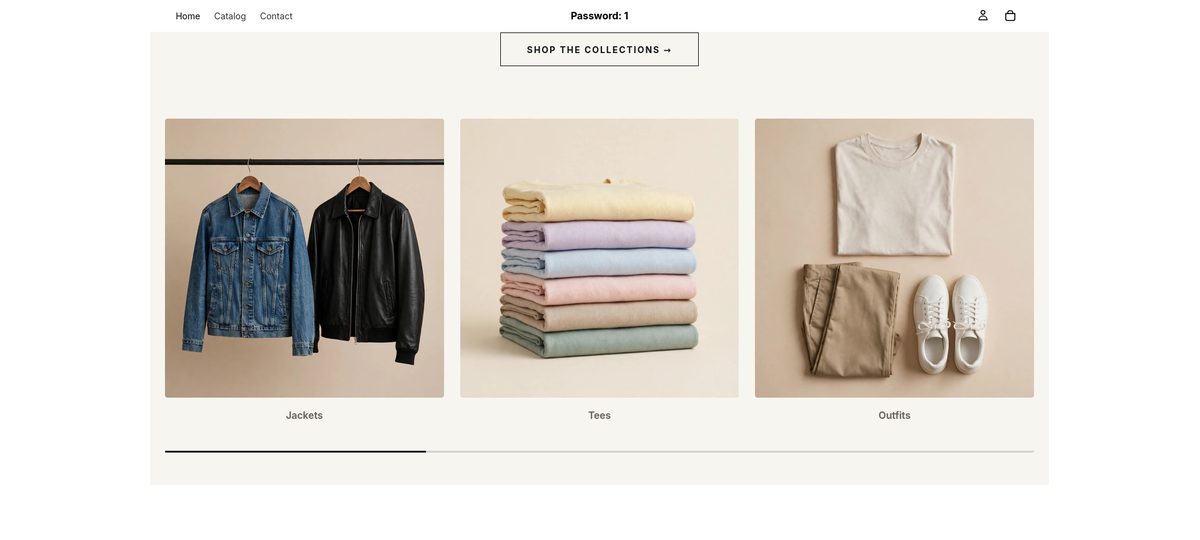 Home Catalog Contact Password: 1
SHOP THE COLLECTIONS →
Jackets Tees Outfits